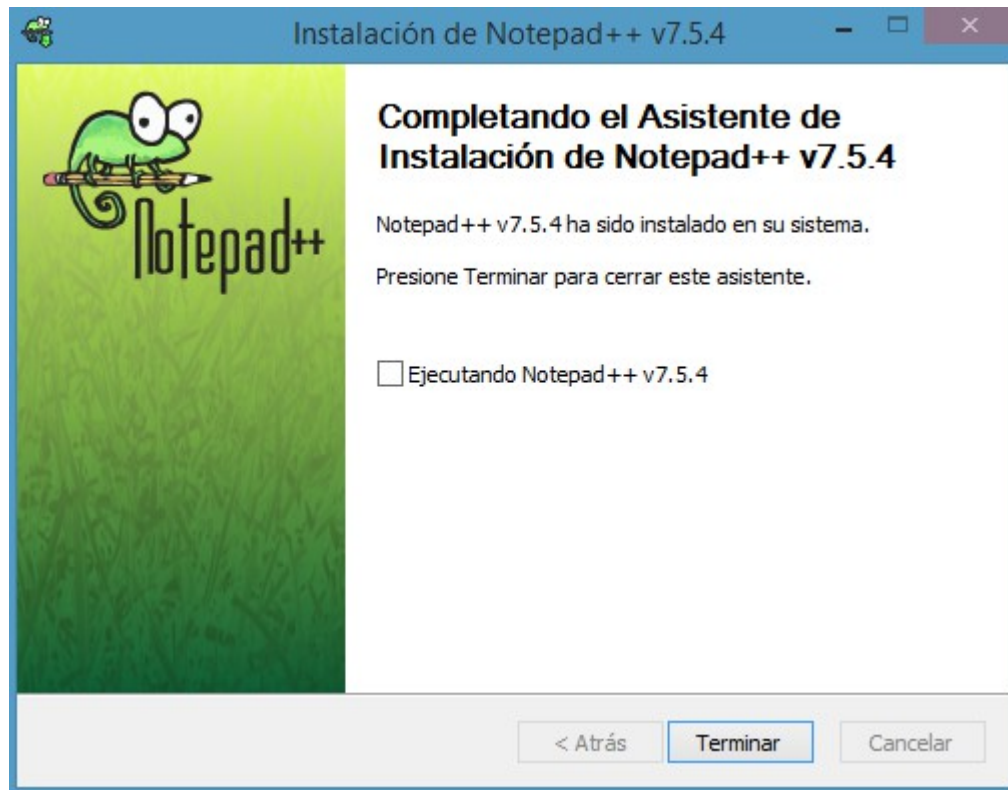 Instalación de Notepad++ v7.5.4
Notepad++
Completando el Asistente de
Instalación de Notepad++ v7.5.4
Notepad++ v7.5.4 ha sido instalado en su sistema.
Presione Terminar para cerrar este asistente.
Ejecutando Notepad++ v7.5.4
< Atrás Terminar Cancelar